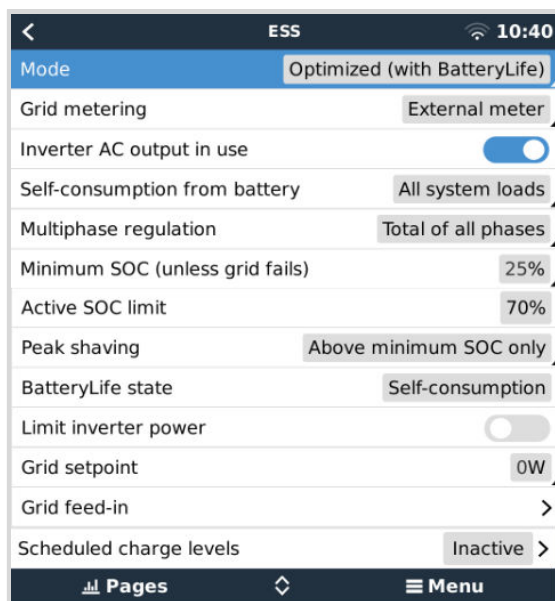 ESS 10:40
Mode Optimized (with BatteryLife)
Grid metering External meter
Inverter AC output in use
Self-consumption from battery All system loads
Multiphase regulation Total of all phases
Minimum SOC (unless grid fails) 25%
Active SOC limit 70%
Peak shaving Above minimum SOC only
BatteryLife state Self-consumption
Limit inverter power
Grid setpoint 0W
Grid feed-in
Scheduled charge levels Inactive
Pages Menu